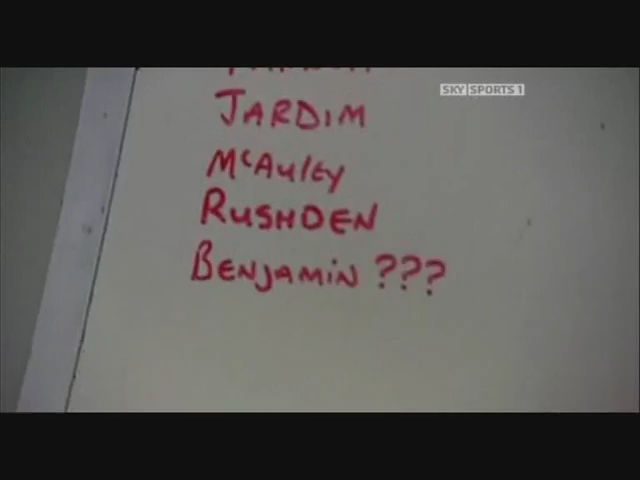 SKY SPORTS 1
JARDIM
McAulEY
RUSHDEN
BENJAMIN ???